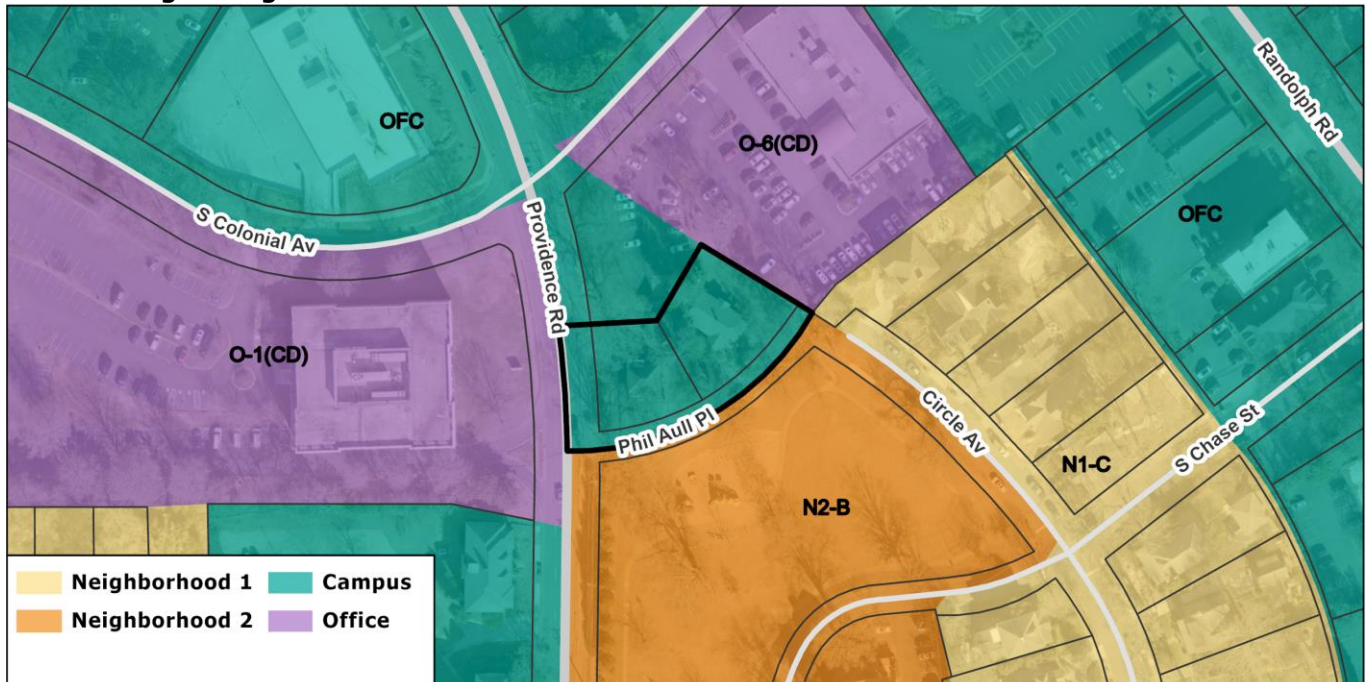 OFC
O-6(CD)
Randolph Rd
S Colonial Av
Providence Rd
OFC
O-1(CD)
Phil Aull Pl
Circle Av
N1-C
S Chase St
N2-B
Neighborhood 1
Campus
Neighborhood 2
Office